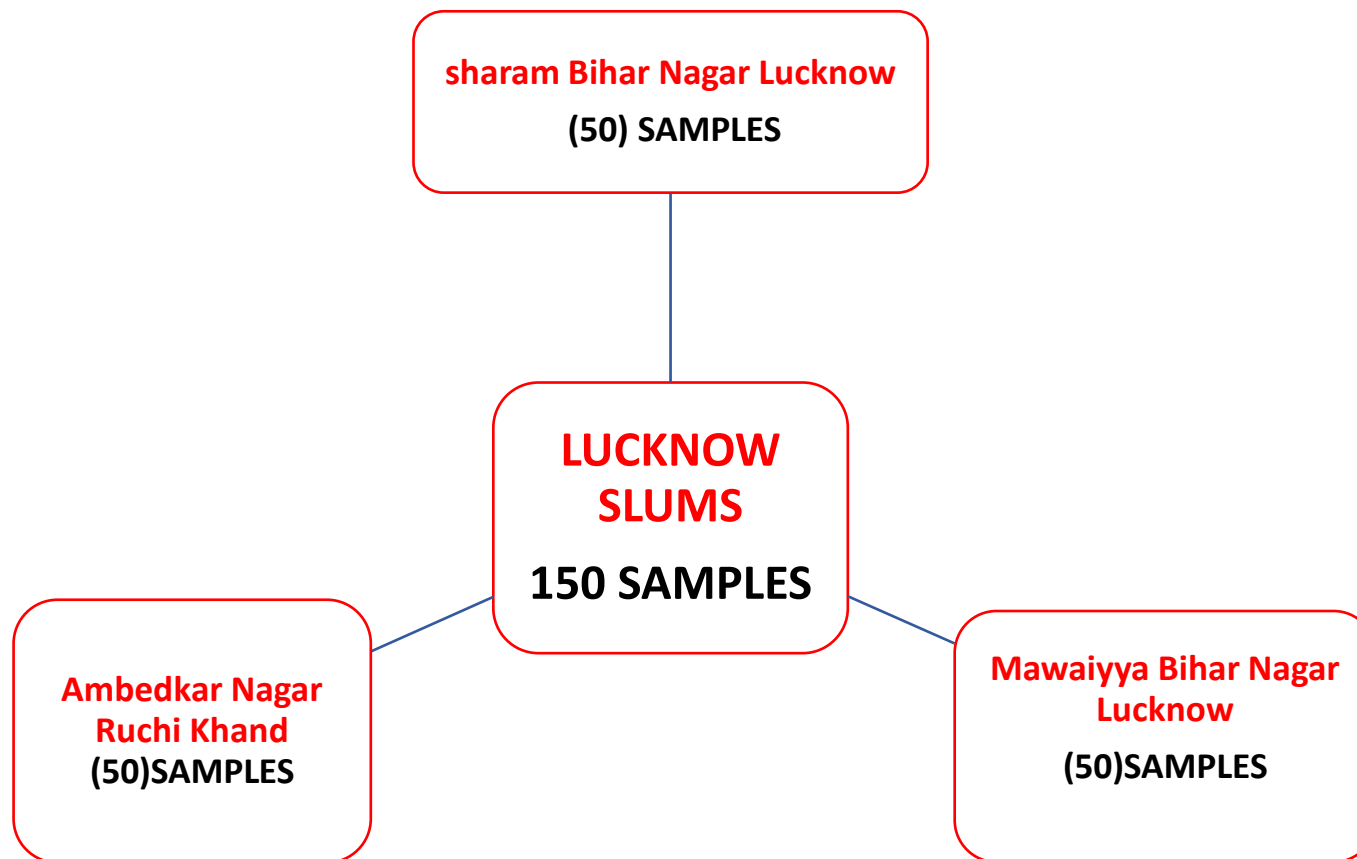 sharam Bihar Nagar Lucknow
(50) SAMPLES
LUCKNOW
SLUMS
150 SAMPLES
Ambedkar Nagar
Ruchi Khand
(50)SAMPLES
Mawaiyya Bihar Nagar
Lucknow
(50)SAMPLES